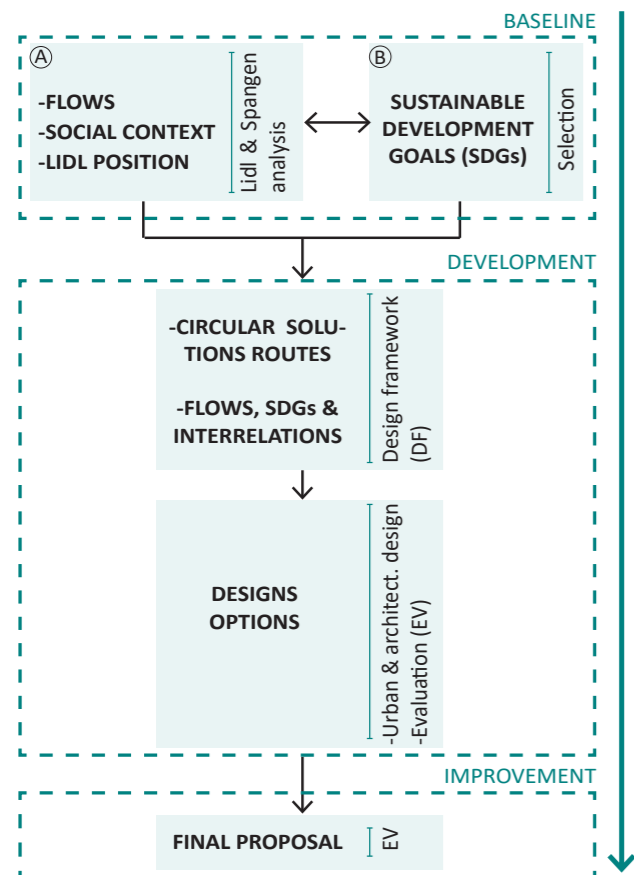 BASELINE
A
-FLOWS
-SOCIAL CONTEXT
-LIDL POSITION
Lidl & Spangen
analysis
B
SUSTAINABLE
DEVELOPMENT
GOALS (SDGs)
Selection
DEVELOPMENT
-CIRCULAR SOLU-
TIONS ROUTES
-FLOWS, SDGs &
INTERRELATIONS
Design framework
(DF)
DESIGNS
OPTIONS
-Urban & architect. design
-Evaluation (EV)
IMPROVEMENT
FINAL PROPOSAL
EV